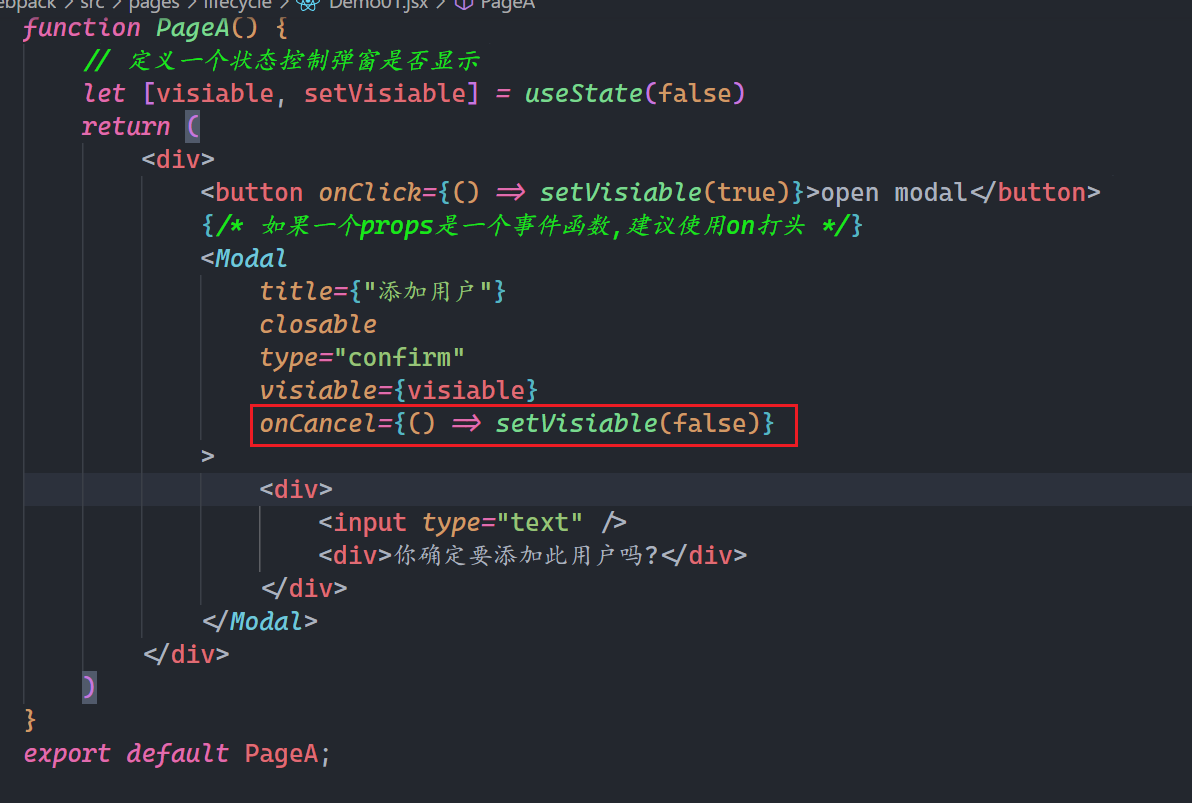 ebpack > src > pages > lifecycle > Demo01.jsx > PageA
function PageA() {
// 定义一个状态控制弹窗是否显示
let [visiable, setVisiable] = useState(false)
return (
<div>
<button onClick={() => setVisiable(true)}>open modal</button>
{/* 如果一个props是一个事件函数,建议使用on打头 */}
<Modal
title={"添加用户"}
closable
type="confirm"
visiable={visiable}
onCancel={() => setVisiable(false)}
>
<div>
<input type="text" />
<div>你确定要添加此用户吗?</div>
</div>
</Modal>
</div>
)
}
export default PageA;